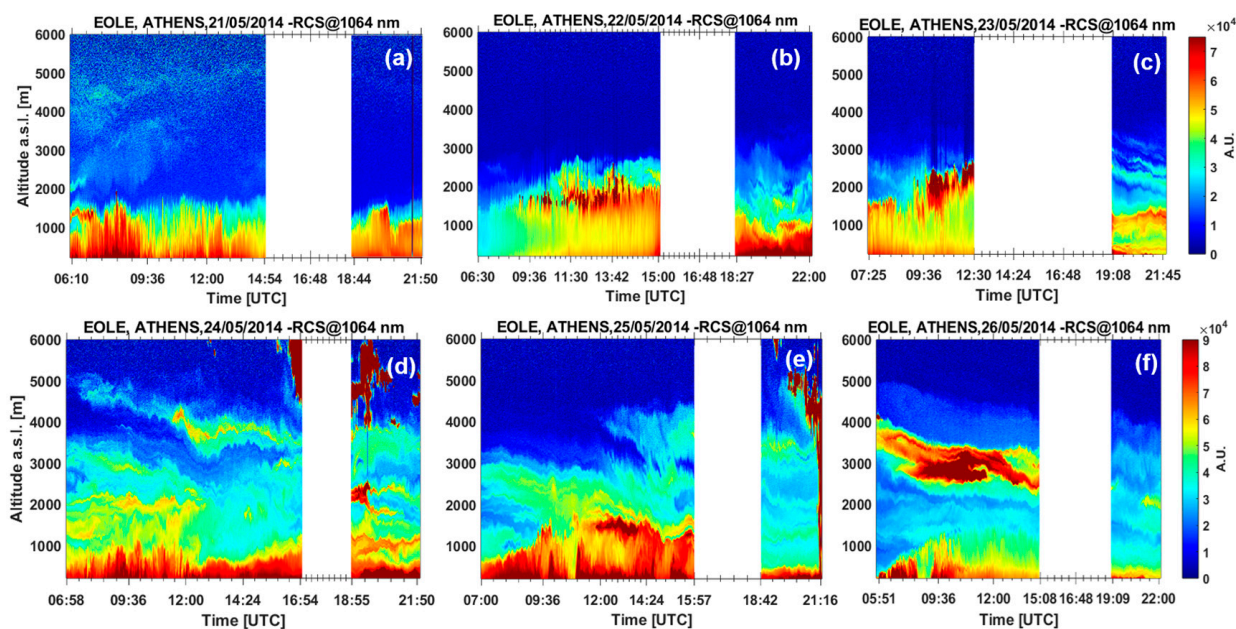 EOLE, ATHENS,21/05/2014 -RCS@1064 nm
EOLE, ATHENS,22/05/2014 -RCS@1064 nm
EOLE, ATHENS,23/05/2014 -RCS@1064 nm
(a)
(b)
(c)
Altitude a.s.l. [m]
6000
5000
4000
3000
2000
1000
06:10 09:36 12:00 14:54 16:48 18:44 21:50
Time [UTC]
6000
5000
4000
3000
2000
1000
06:30 09:36 11:30 13:42 15:00 16:48 18:27 22:00
Time [UTC]
6000
5000
4000
3000
2000
1000
07:25 09:36 12:30 14:24 16:48 19:08 21:45
Time [UTC]
×10⁴
7
6
5
4
3
2
1
0
A.U.
EOLE, ATHENS,24/05/2014 -RCS@1064 nm
EOLE, ATHENS,25/05/2014 -RCS@1064 nm
EOLE, ATHENS,26/05/2014 -RCS@1064 nm
(d)
(e)
(f)
Altitude a.s.l. [m]
6000
5000
4000
3000
2000
1000
06:58 09:36 12:00 14:24 16:54 18:55 21:50
Time [UTC]
6000
5000
4000
3000
2000
1000
07:00 09:36 12:00 14:24 15:57 18:42 21:16
Time [UTC]
6000
5000
4000
3000
2000
1000
05:51 09:36 12:00 15:08 16:48 19:09 22:00
Time [UTC]
×10⁴
9
8
7
6
5
4
3
2
1
0
A.U.